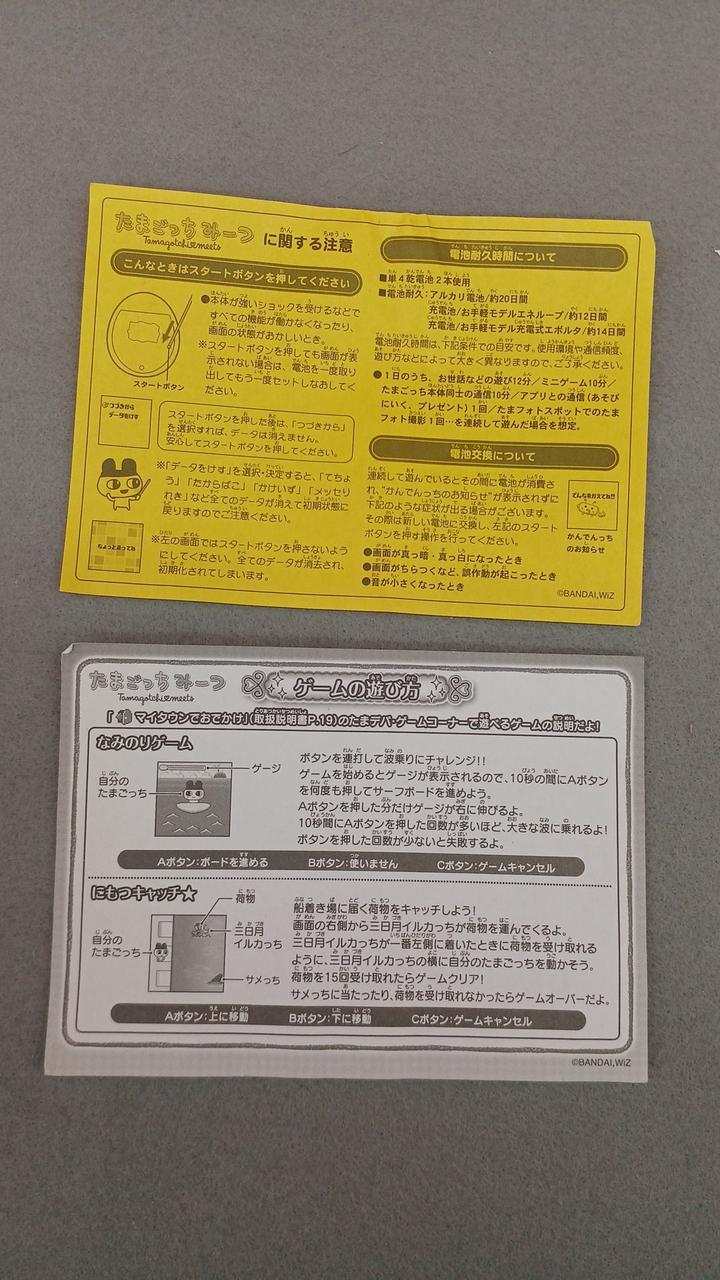 たまごっち みーつ
Tamagotchi meets
に関する注意
こんなときはスタートボタンを押してください
●本体が強いショックを受けるなどで
すべての機能が働かなくなったり、
画面の状態がおかしいとき。
※スタートボタンを押しても画面が表
示されない場合は、電池を一度取り
出してもう一度セットしなおしてく
ださい。
スタートボタン
つづきから
データをけす
スタートボタンを押した後は、「つづきから」
を選択すれば、データは消えません。
安心してスタートボタンを押してください。
※「データをけす」を選択・決定すると、「てちょ
う」「たからばこ」「かけいず」「メッセり
れき」など全てのデータが消えて初期状態に
戻りますのでご注意ください。
ちょっとまってね
※左の画面ではスタートボタンを押さないよう
にしてください。全てのデータが消去され、
初期化されてしまいます。
電池耐久時間について
■単4乾電池2本使用
■電池耐久：アルカリ電池/約20日間
充電池/お手軽モデルエネループ/約12日間
充電池/お手軽モデル充電式エボルタ/約14日間
電池耐久時間は、下記条件での目安です。使用環境や通信頻度、
遊び方などによって大きく異なりますので、ご了承ください。
●1日のうち、お世話などの遊び12分/ミニゲーム10分/
たまごっち本体同士の通信10分/アプリとの通信(あそび
にいく、プレゼント)1回/たまフォトスポットでのたま
フォト撮影1回…を連続して遊んだ場合を想定。
電池交換について
連続して遊んでいるとその間に電池が消費さ
れ、“かんでんっちのお知らせ”が表示されずに
下記のような症状が出る場合がございます。
その際は新しい電池に交換し、左記のスタート
ボタンを押す操作を行ってください。
でんちをかえてね!!
かんでんっち
のお知らせ
●画面が真っ暗・真っ白になったとき
●画面がちらつくなど、誤作動が起こったとき
●音が小さくなったとき
©BANDAI,WiZ
たまごっち みーつ
Tamagotchi meets
ゲームの遊び方
「マイタウンでおでかけ」(取扱説明書P.19)のたまデパ・ゲームコーナーで遊べるゲームの説明だよ!
なみのりゲーム
ゲージ
自分の
たまごっち
ボタンを連打して波乗りにチャレンジ!!
ゲームを始めるとゲージが表示されるので、10秒の間にAボタン
を何度も押してサーフボードを進めよう。
Aボタンを押した分だけゲージが右に伸びるよ。
10秒間にAボタンを押した回数が多いほど、大きな波に乗れるよ!
ボタンを押した回数が少ないと失敗するよ。
Aボタン：ボードを進める Bボタン：使いません Cボタン：ゲームキャンセル
にもつキャッチ★
荷物
三日月
イルカっち
自分の
たまごっち
サメっち
船着き場に届く荷物をキャッチしよう!
画面の右側から三日月イルカっちが荷物を運んでくるよ。
三日月イルカっちが一番左側に着いたときに荷物を受け取れる
ように、三日月イルカっちの横に自分のたまごっちを動かそう。
荷物を15回受け取れたらゲームクリア!
サメっちに当たったり、荷物を受け取れなかったらゲームオーバーだよ。
Aボタン：上に移動 Bボタン：下に移動 Cボタン：ゲームキャンセル
©BANDAI,WiZ